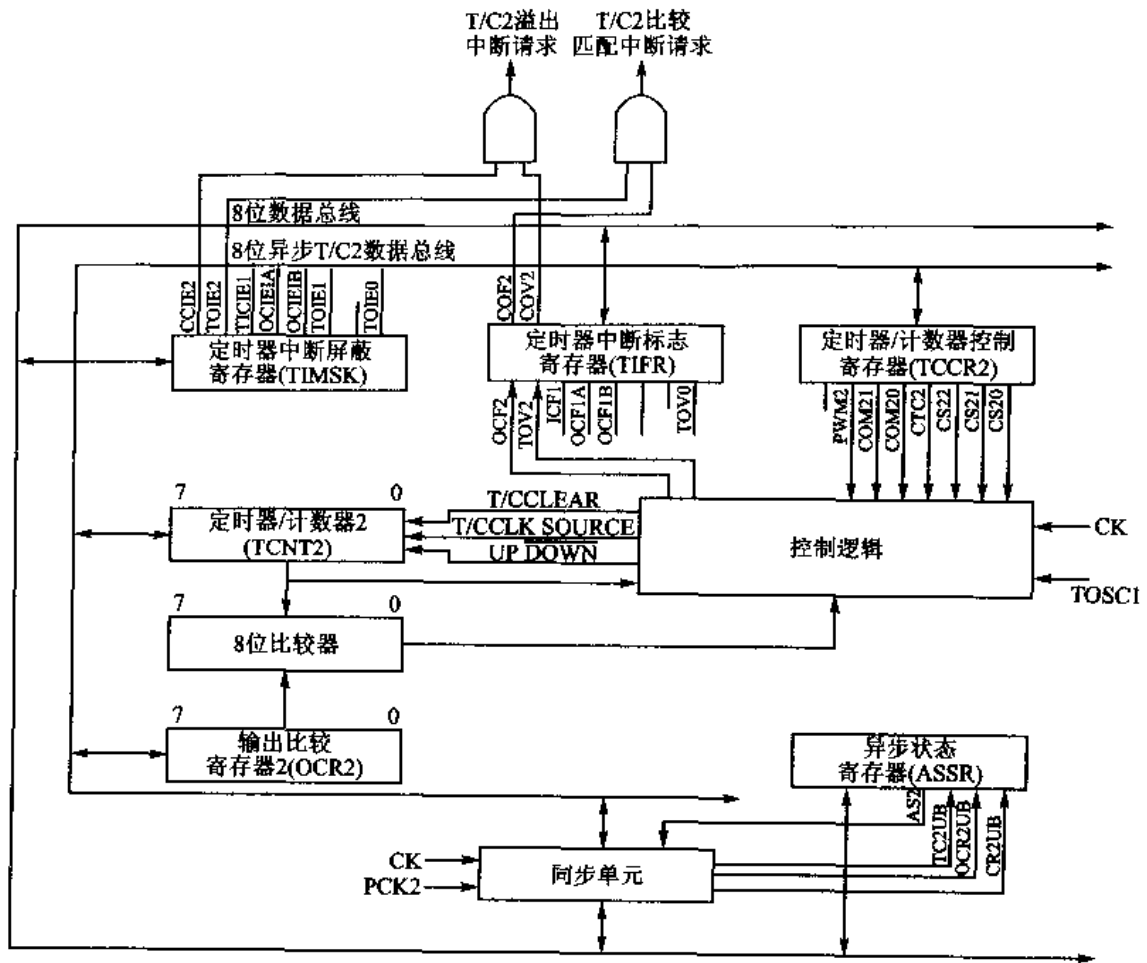 T/C2溢出
中断请求
T/C2比较
匹配中断请求
8位数据总线
8位异步T/C2数据总线
CCIE2
TOIE2
TICIE1
OCIE1A
OCIE1B
TOIE1
TOIE0
COF2
COV2
定时器中断屏蔽
寄存器(TIMSK)
定时器中断标志
寄存器(TIFR)
定时器/计数器控制
寄存器(TCCR2)
OCF2
TOV2
ICF1
OCF1A
OCF1B
TOV0
PWM2
COM21
COM20
CTC2
CS22
CS21
CS20
7
0
定时器/计数器2
(TCNT2)
T/CCLEAR
T/CCLK SOURCE
UP DOWN
控制逻辑
CK
TOSC1
7
0
8位比较器
7
0
输出比较
寄存器2(OCR2)
异步状态
寄存器(ASSR)
AS2
TC2UB
OCR2UB
CR2UB
CK
PCK2
同步单元